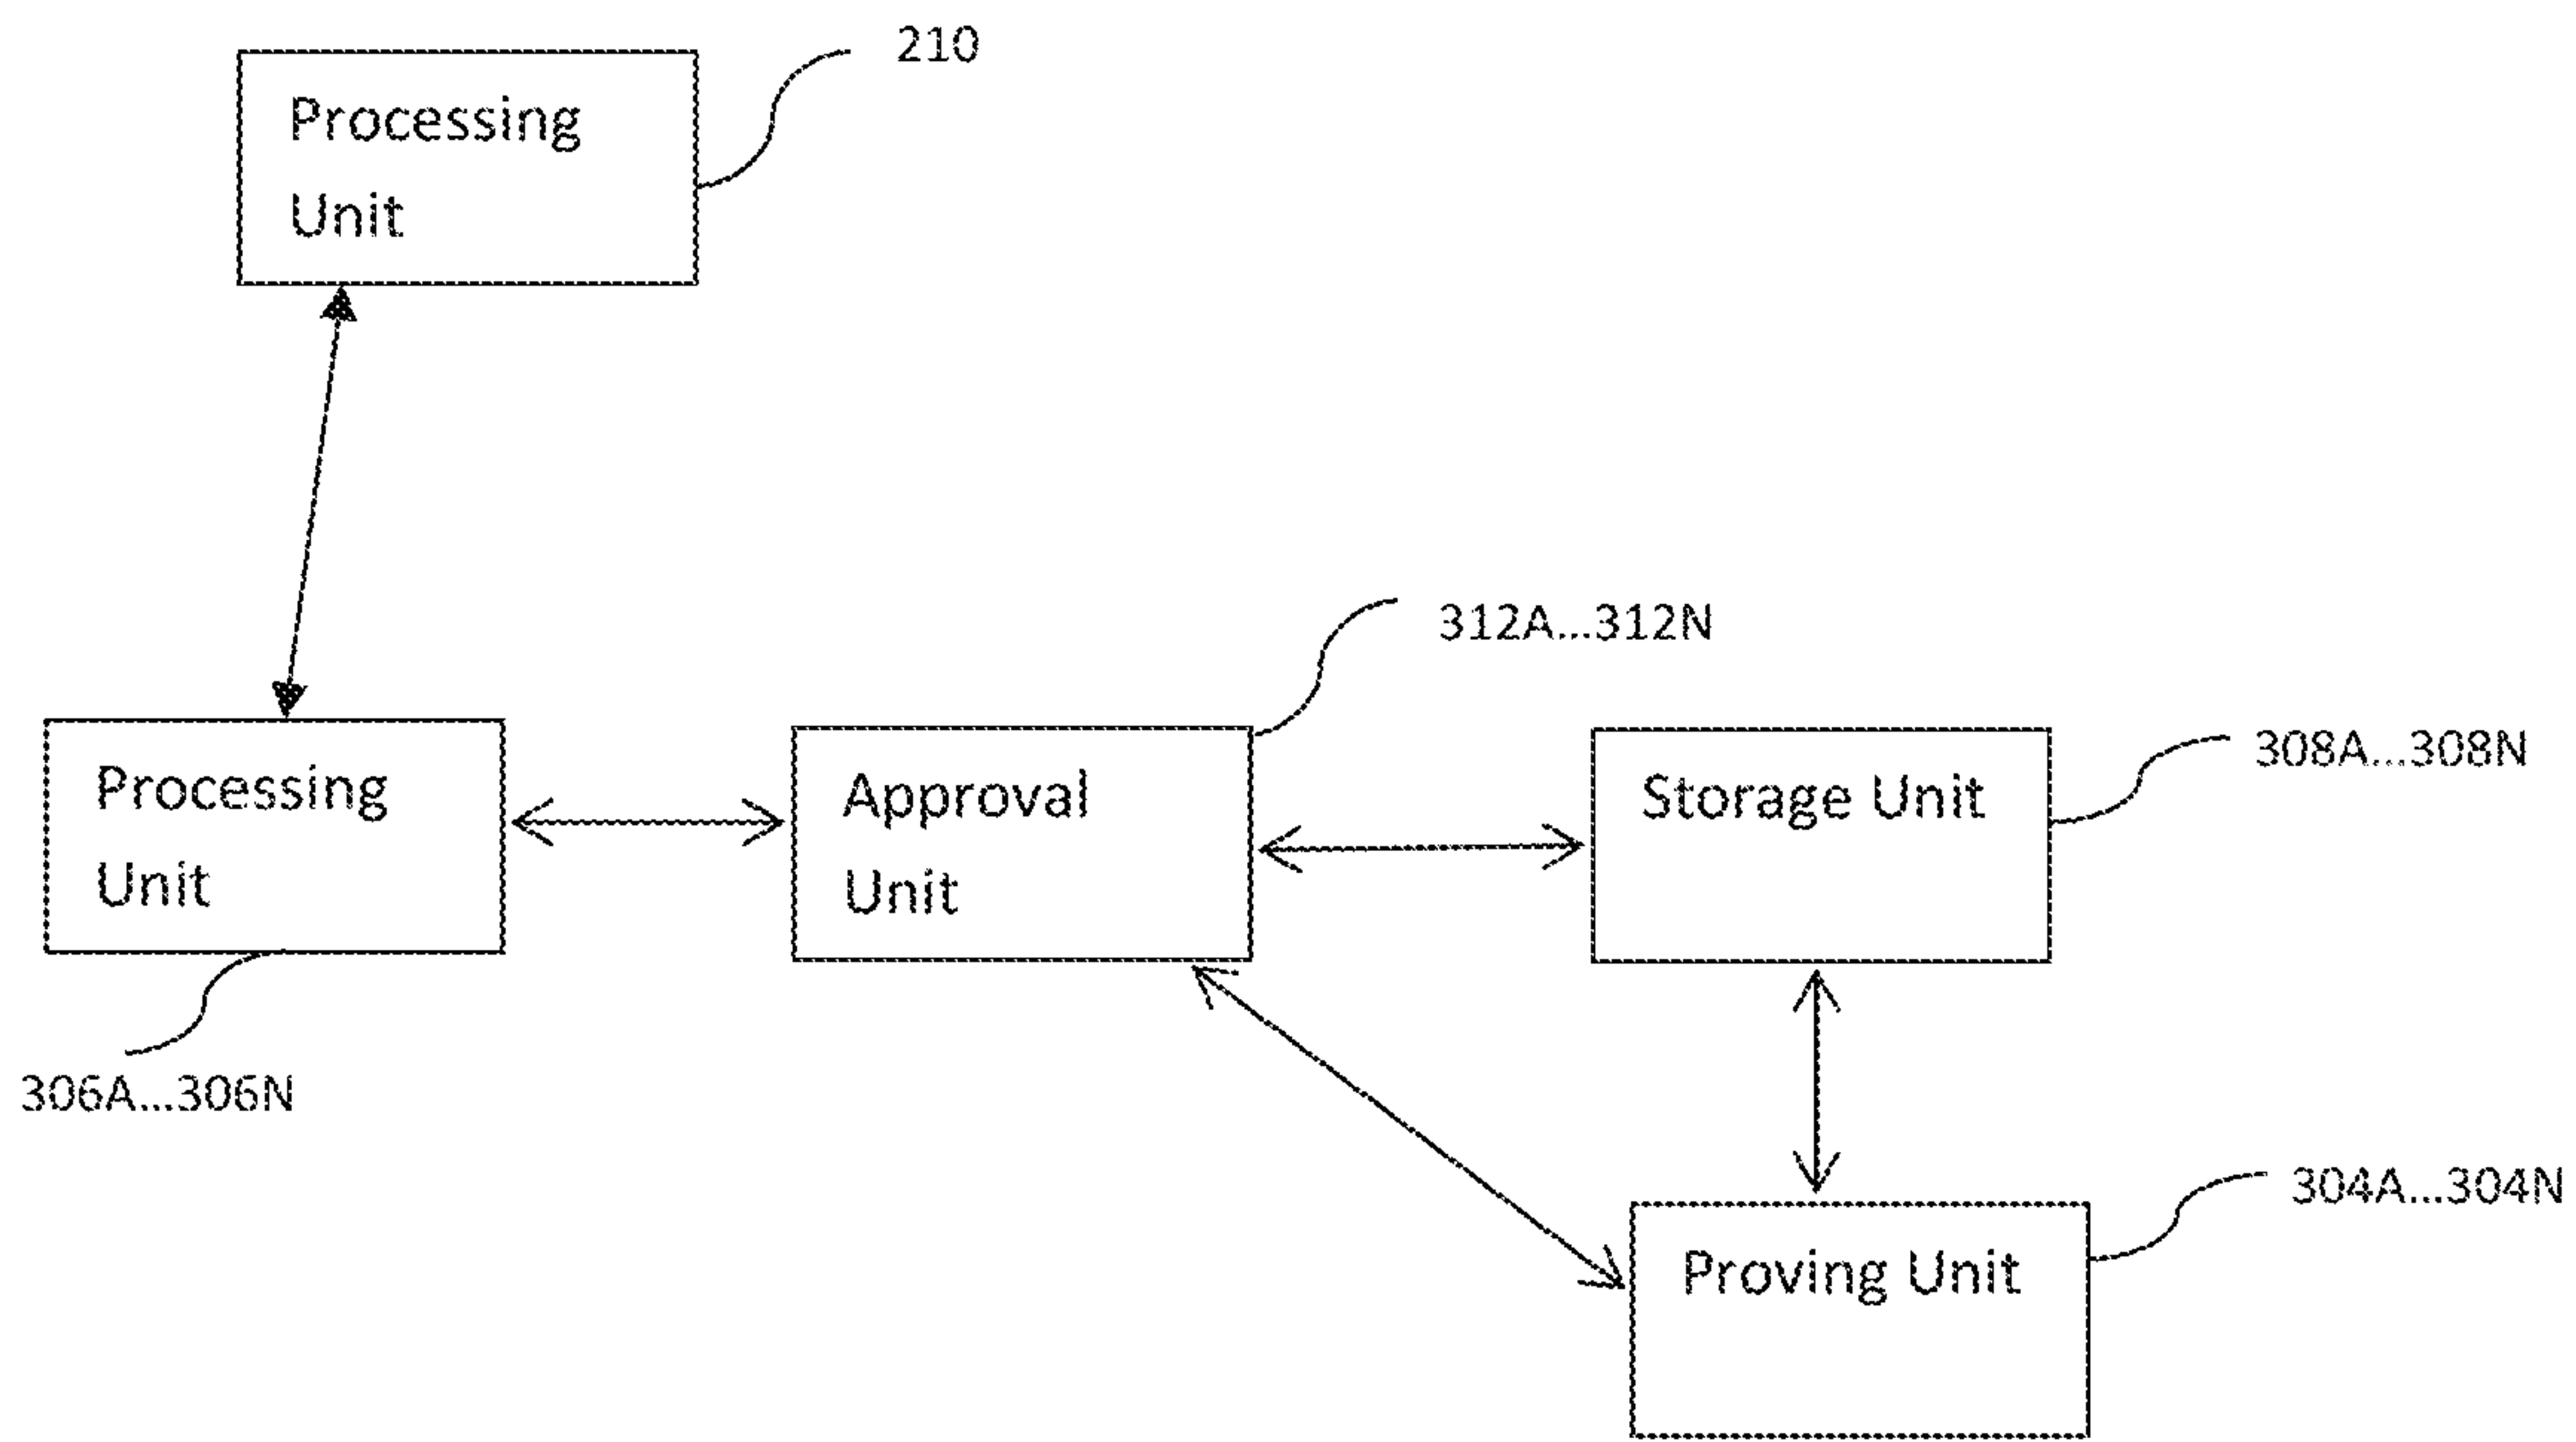 210
Processing
Unit
312A...312N
Processing
Unit
Approval
Unit
Storage Unit
308A...308N
306A...306N
304A...304N
Proving Unit